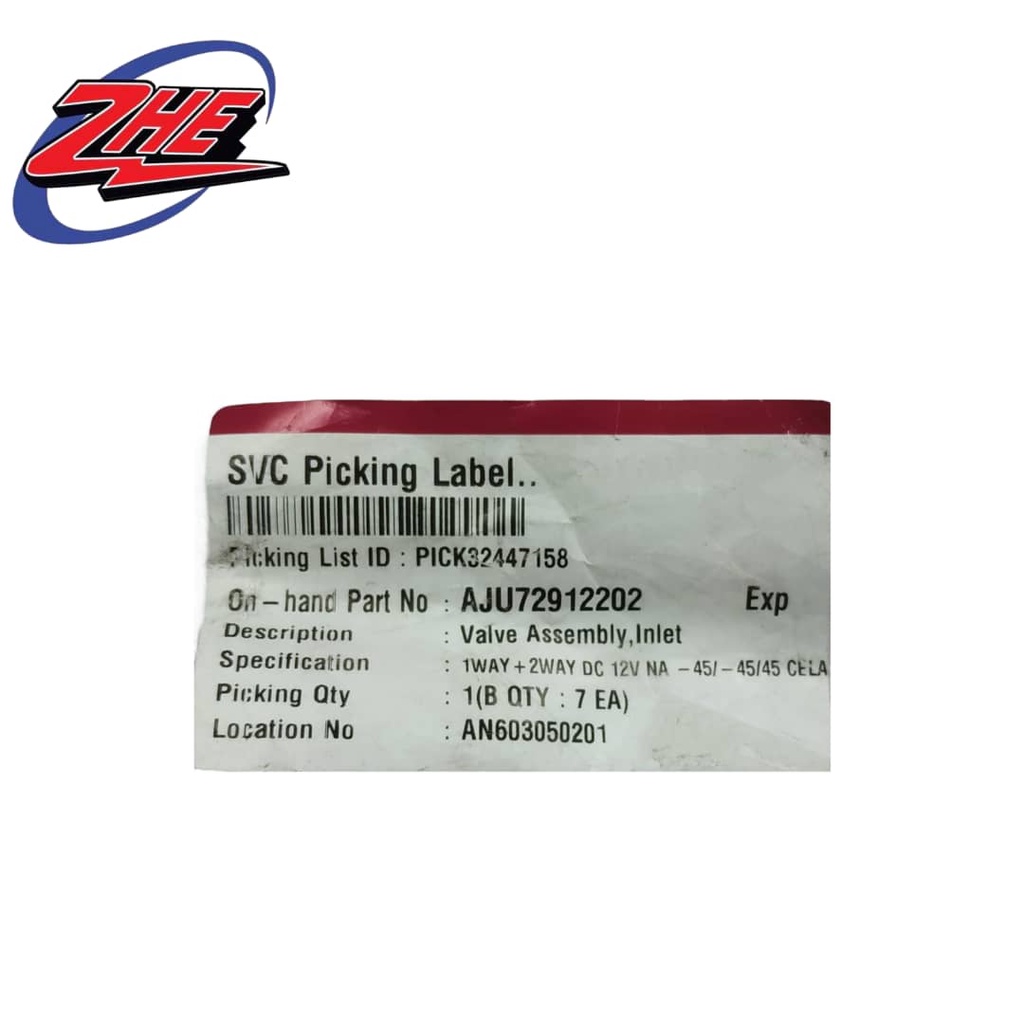 ZHE
SVC Picking Label..
Picking List ID : PICK32447158
On-hand Part No : AJU72912202 Exp
Description : Valve Assembly,Inlet
Specification : 1WAY+2WAY DC 12V NA -45/-45/45 CELA
Picking Qty : 1(B QTY : 7 EA)
Location No : AN603050201